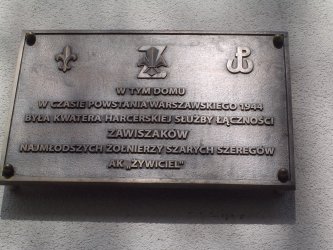 Z
W TYM DOMU
W CZASIE POWSTANIA WARSZAWSKIEGO 1944
BYŁA KWATERA HARCERSKIEJ SŁUŻBY ŁĄCZNOŚCI
ZAWISZAKÓW
NAJMŁODSZYCH ŻOŁNIERZY SZARYCH SZEREGÓW
AK „ŻYWICIEL"